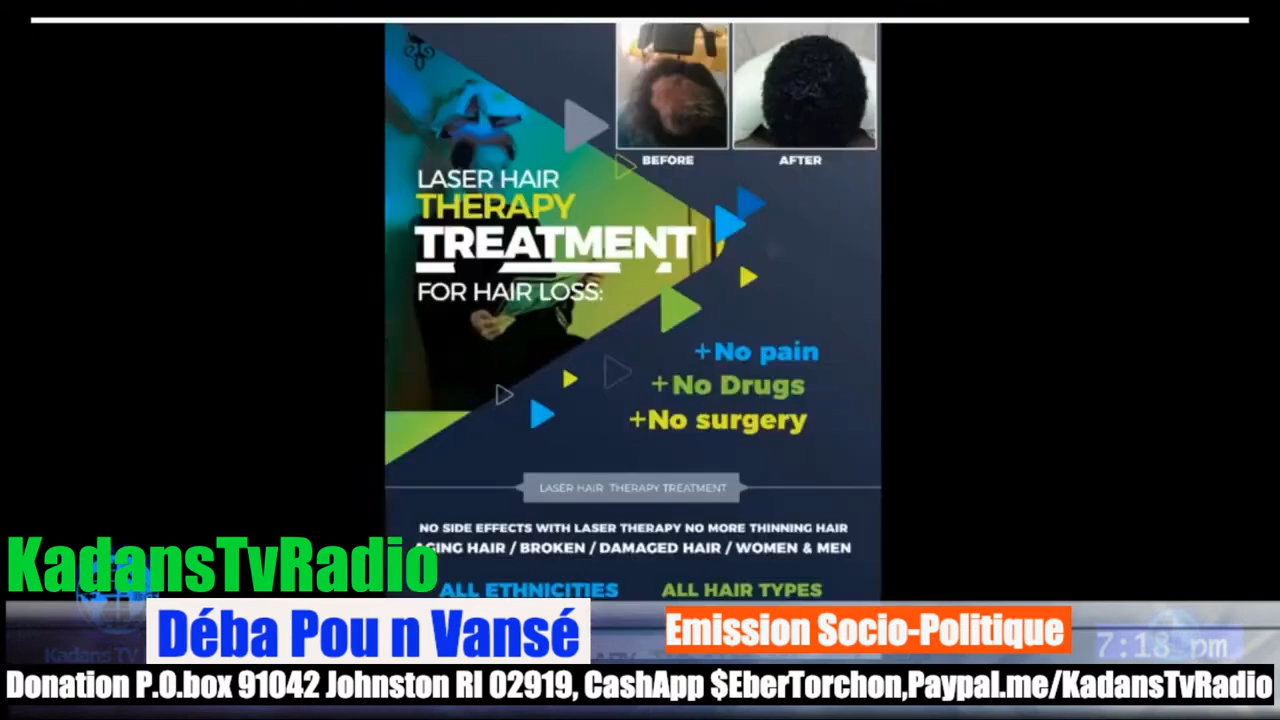 BEFORE
AFTER
LASER HAIR
THERAPY
TREATMENT
FOR HAIR LOSS:
+No pain
+No Drugs
+No surgery
LASER HAIR THERAPY TREATMENT
NO SIDE EFFECTS WITH LASER THERAPY NO MORE THINNING HAIR
AGING HAIR / BROKEN / DAMAGED HAIR / WOMEN & MEN
KadansTvRadio
ALL ETHNICITIES
ALL HAIR TYPES
Déba Pou n Vansé
Emission Socio-Politique
Kadans TV
7:18 pm
Donation P.O.box 91042 Johnston RI 02919, CashApp $EberTorchon,Paypal.me/KadansTvRadio